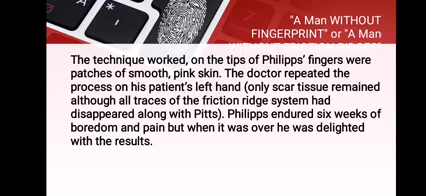 "A Man WITHOUT
FINGERPRINT" or "A Man
WITHOUT FRICTION RIDGES"
The technique worked, on the tips of Philipps' fingers were
patches of smooth, pink skin. The doctor repeated the
process on his patient's left hand (only scar tissue remained
although all traces of the friction ridge system had
disappeared along with Pitts). Philipps endured six weeks of
boredom and pain but when it was over he was delighted
with the results.